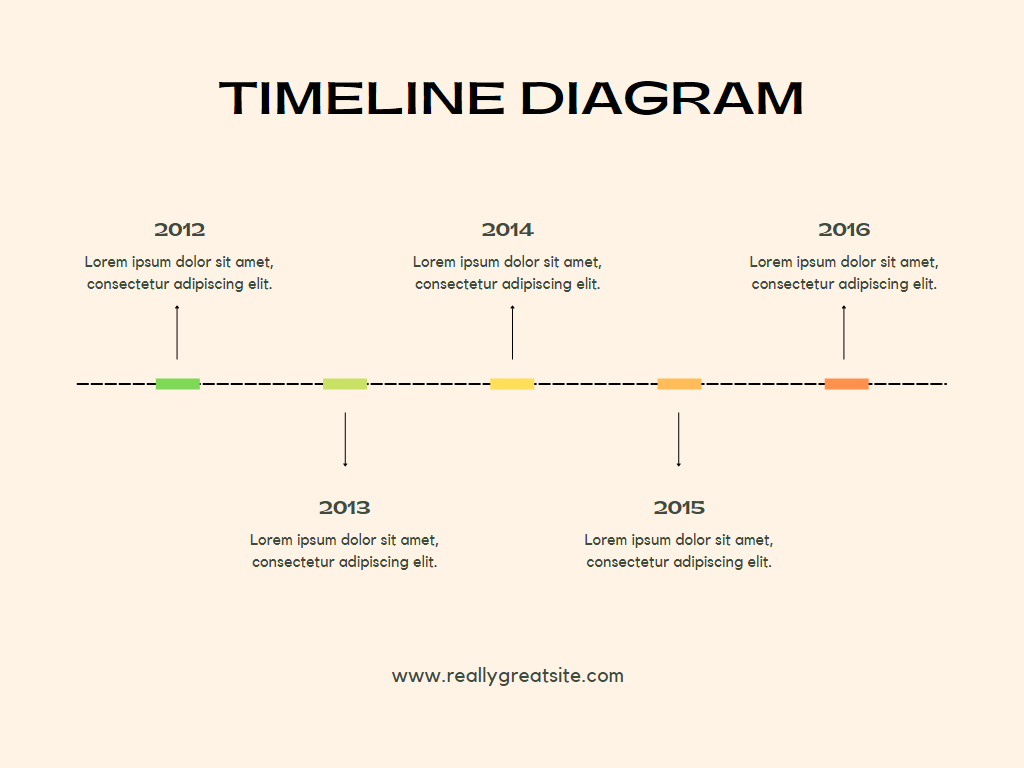 TIMELINE DIAGRAM
2012
Lorem ipsum dolor sit amet,
consectetur adipiscing elit.
2014
Lorem ipsum dolor sit amet,
consectetur adipiscing elit.
2016
Lorem ipsum dolor sit amet,
consectetur adipiscing elit.
2013
Lorem ipsum dolor sit amet,
consectetur adipiscing elit.
2015
Lorem ipsum dolor sit amet,
consectetur adipiscing elit.
www.reallygreatsite.com